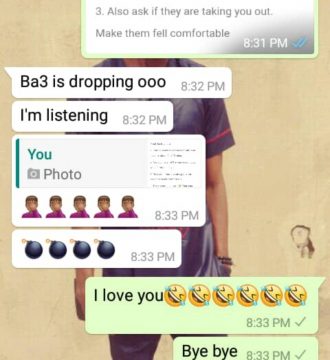 3. Also ask if they are taking you out.
Make them fell comfortable
8:31 PM
Ba3 is dropping ooo
8:32 PM
I'm listening
8:32 PM
You
Photo
🤦🏾🤦🏾🤦🏾🤦🏾🤦🏾
8:33 PM
💣💣💣💣
8:33 PM
I love you🤣🤣🤣🤣🤣🤣
8:33 PM
Bye bye
8:33 PM